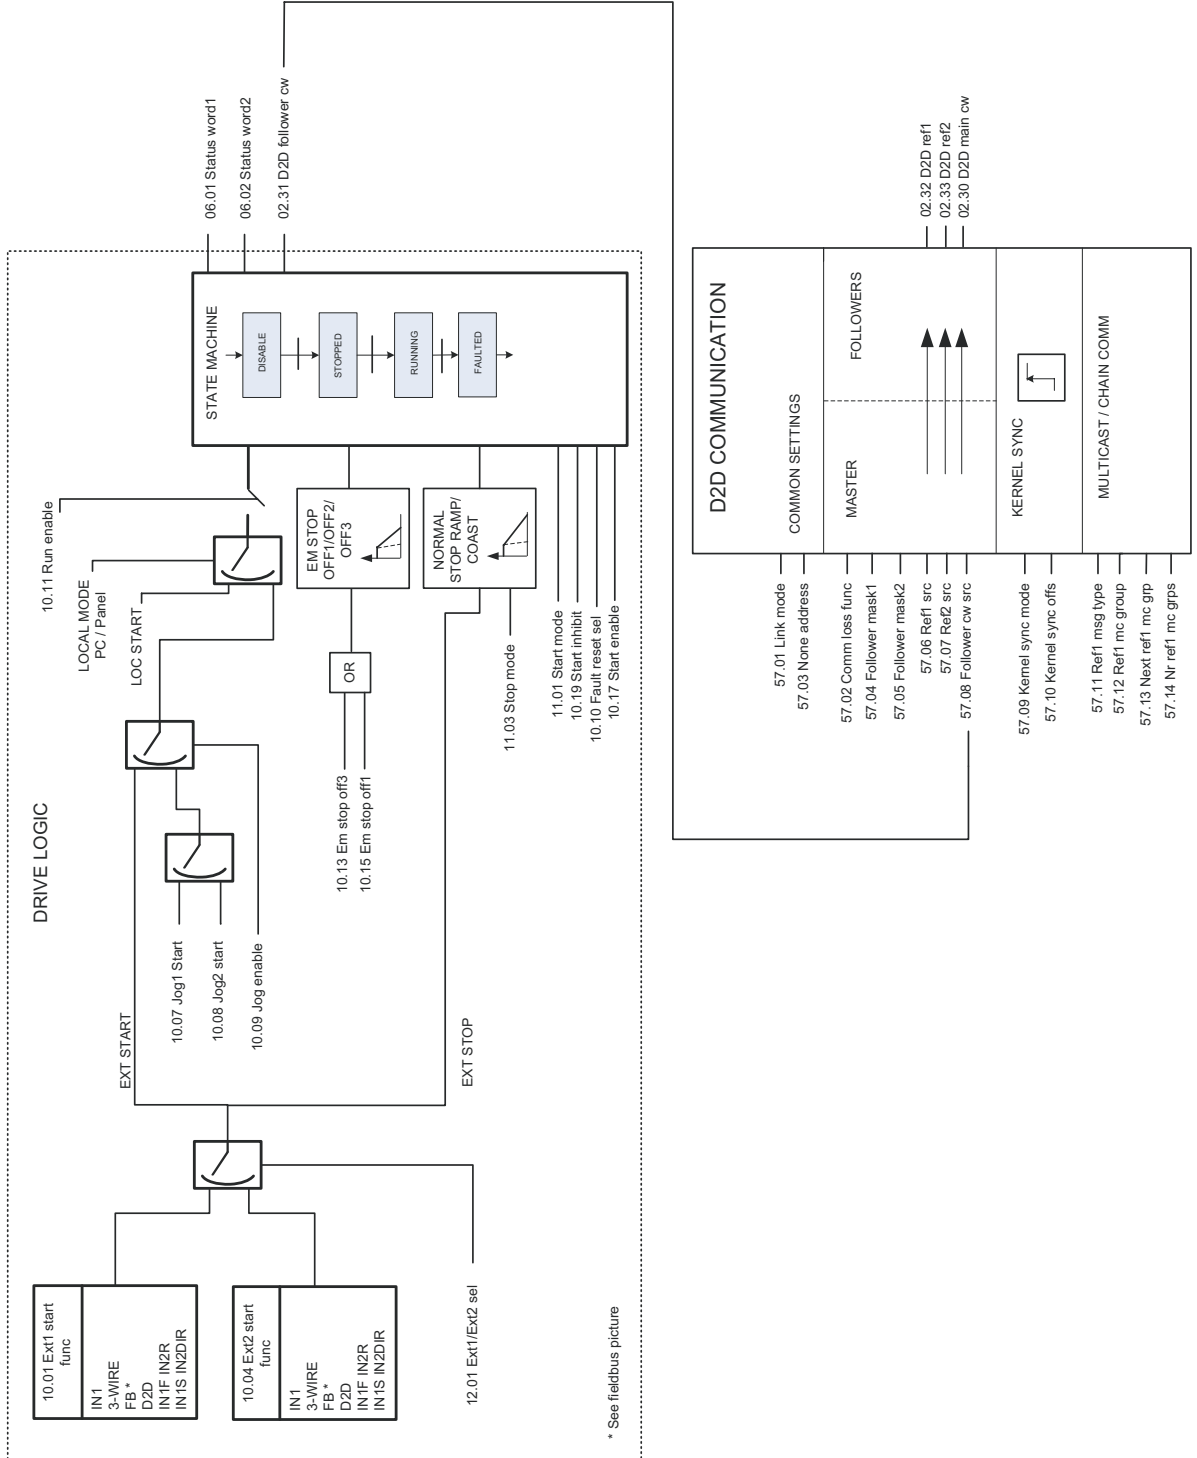 DRIVE LOGIC
10.01 Ext1 start
func
IN1
3-WIRE
FB *
D2D
IN1F IN2R
IN1S IN2DIR
10.04 Ext2 start
func
IN1
3-WIRE
FB *
D2D
IN1F IN2R
IN1S IN2DIR
12.01 Ext1/Ext2 sel
* See fieldbus picture
EXT START
EXT STOP
10.07 Jog1 Start
10.08 Jog2 start
10.09 Jog enable
10.13 Em stop off3
10.15 Em stop off1
OR
LOCAL MODE
PC / Panel
LOC START
10.11 Run enable
EM STOP
OFF1/OFF2/
OFF3
NORMAL
STOP RAMP/
COAST
11.03 Stop mode
11.01 Start mode
10.19 Start inhibit
10.10 Fault reset sel
10.17 Start enable
STATE MACHINE
DISABLE
STOPPED
RUNNING
FAULTED
06.01 Status word1
06.02 Status word2
02.31 D2D follower cw
D2D COMMUNICATION
COMMON SETTINGS
57.01 Link mode
57.03 None address
MASTER
FOLLOWERS
57.02 Comm loss func
57.04 Follower mask1
57.05 Follower mask2
57.06 Ref1 src
57.07 Ref2 src
57.08 Follower cw src
02.32 D2D ref1
02.33 D2D ref2
02.30 D2D main cw
KERNEL SYNC
57.09 Kernel sync mode
57.10 Kernel sync offs
MULTICAST / CHAIN COMM
57.11 Ref1 msg type
57.12 Ref1 mc group
57.13 Next ref1 mc grp
57.14 Nr ref1 mc grps